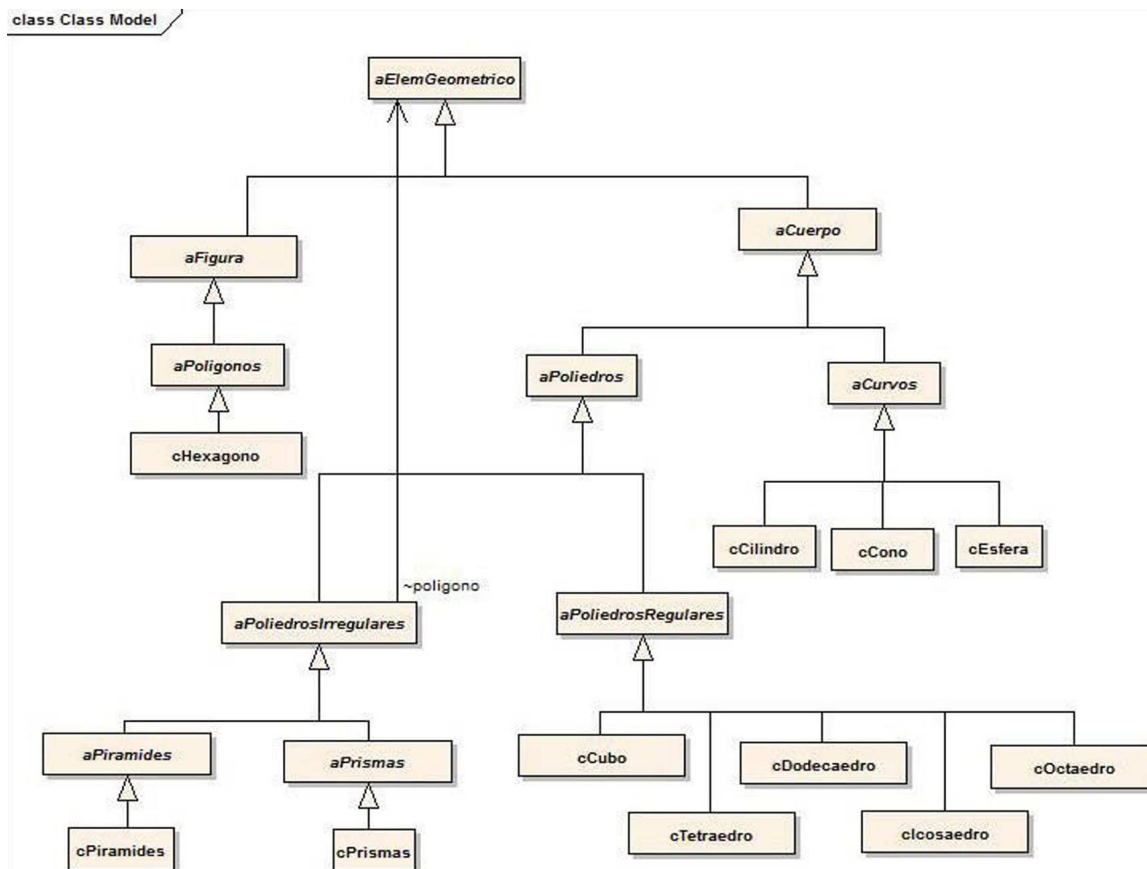 class Class Model
aElemGeometrico
aCuerpo
aFigura
aPoligonos
aPoliedros
aCurvos
cHexagono
cCilindro
cCono
cEsfera
~poligono
aPoliedrosIrregulares
aPoliedrosRegulares
aPiramides
aPrismas
cCubo
cDodecaedro
cOctaedro
cTetraedro
cIcosaedro
cPiramides
cPrismas